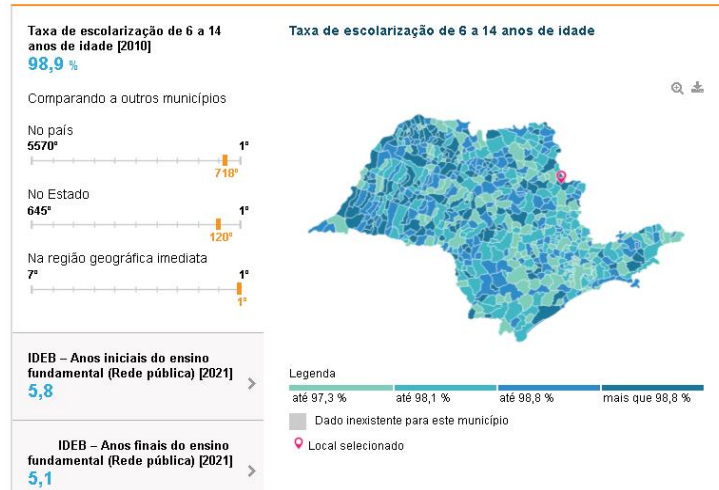 Taxa de escolarização de 6 a 14
anos de idade [2010]
98,9 %
Comparando a outros municípios
No país
5570º 1º
718º
No Estado
645º 1º
120º
Na região geográfica imediata
7º 1º
1º
IDEB – Anos iniciais do ensino
fundamental (Rede pública) [2021]
5,8
IDEB – Anos finais do ensino
fundamental (Rede pública) [2021]
5,1
Taxa de escolarização de 6 a 14 anos de idade
Legenda
até 97,3 % até 98,1 % até 98,8 % mais que 98,8 %
Dado inexistente para este município
Local selecionado